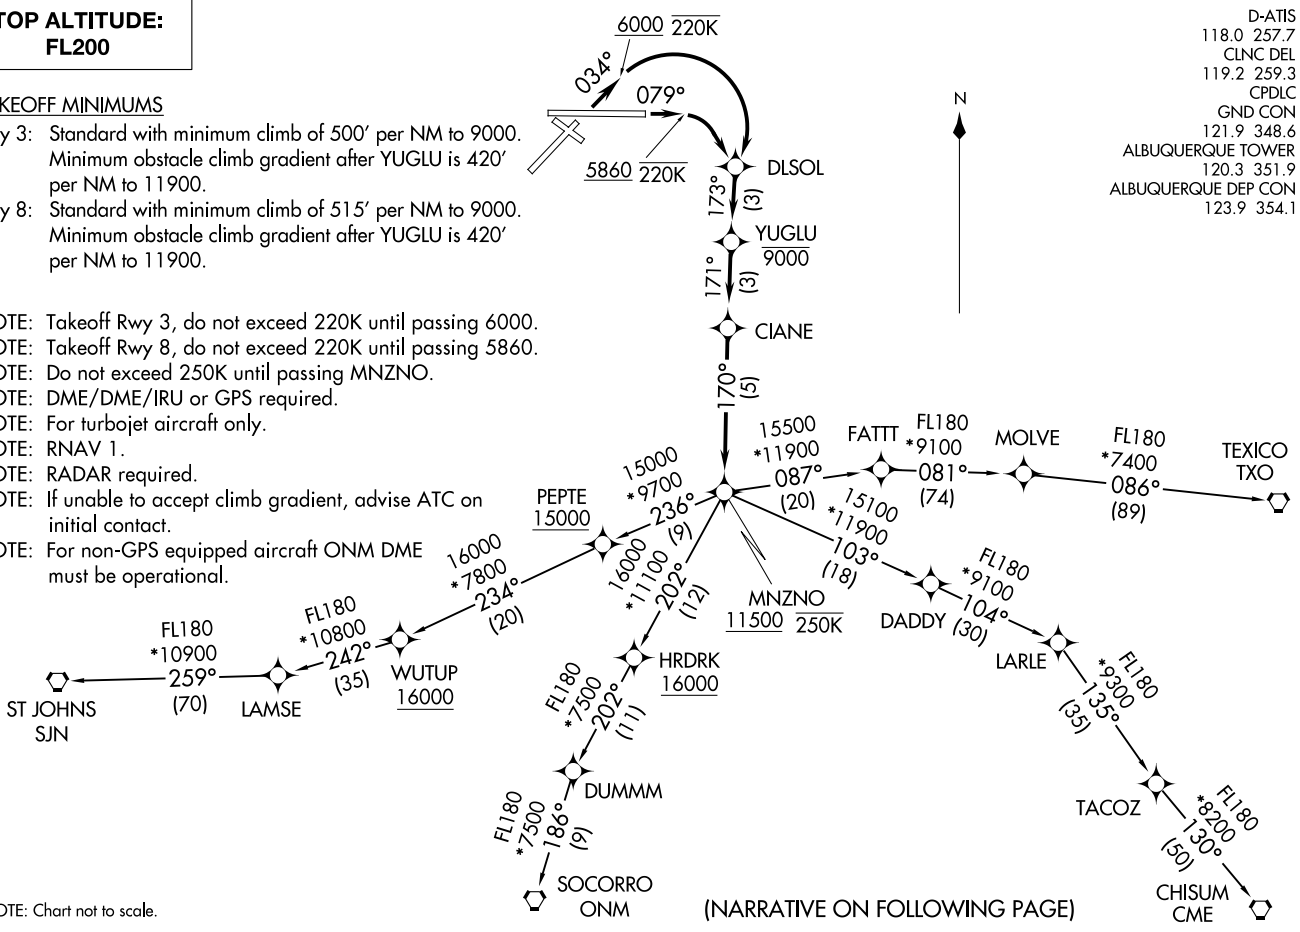 TOP ALTITUDE:
FL200
KEOFF MINIMUMS
y 3: Standard with minimum climb of 500′ per NM to 9000.
Minimum obstacle climb gradient after YUGLU is 420′
per NM to 11900.
y 8: Standard with minimum climb of 515′ per NM to 9000.
Minimum obstacle climb gradient after YUGLU is 420′
per NM to 11900.
OTE: Takeoff Rwy 3, do not exceed 220K until passing 6000.
OTE: Takeoff Rwy 8, do not exceed 220K until passing 5860.
OTE: Do not exceed 250K until passing MNZNO.
OTE: DME/DME/IRU or GPS required.
OTE: For turbojet aircraft only.
OTE: RNAV 1.
OTE: RADAR required.
OTE: If unable to accept climb gradient, advise ATC on
initial contact.
OTE: For non-GPS equipped aircraft ONM DME
must be operational.
D-ATIS
118.0 257.7
CLNC DEL
119.2 259.3
CPDLC
GND CON
121.9 348.6
ALBUQUERQUE TOWER
120.3 351.9
ALBUQUERQUE DEP CON
123.9 354.1
N
6000 220K
034°
079°
5860 220K
DLSOL
173°
(3)
YUGLU
9000
171°
(3)
CIANE
170°
(5)
MNZNO
11500 250K
15500
*11900
087°
(20)
FATTT
FL180
*9100
081°
(74)
MOLVE
FL180
*7400
086°
(89)
TEXICO
TXO
15100
*11900
103°
(18)
DADDY
FL180
*9100
104°
(30)
LARLE
FL180
*9300
135°
(35)
TACOZ
FL180
*8200
130°
(50)
CHISUM
CME
15000
*9700
236°
(9)
PEPTE
15000
16000
*7800
234°
(20)
WUTUP
16000
FL180
*10800
242°
(35)
LAMSE
FL180
*10900
259°
(70)
ST JOHNS
SJN
16000
*11100
202°
(12)
HRDRK
16000
FL180
*7500
202°
(11)
DUMMM
FL180
*7500
186°
(9)
SOCORRO
ONM
(NARRATIVE ON FOLLOWING PAGE)
OTE: Chart not to scale.